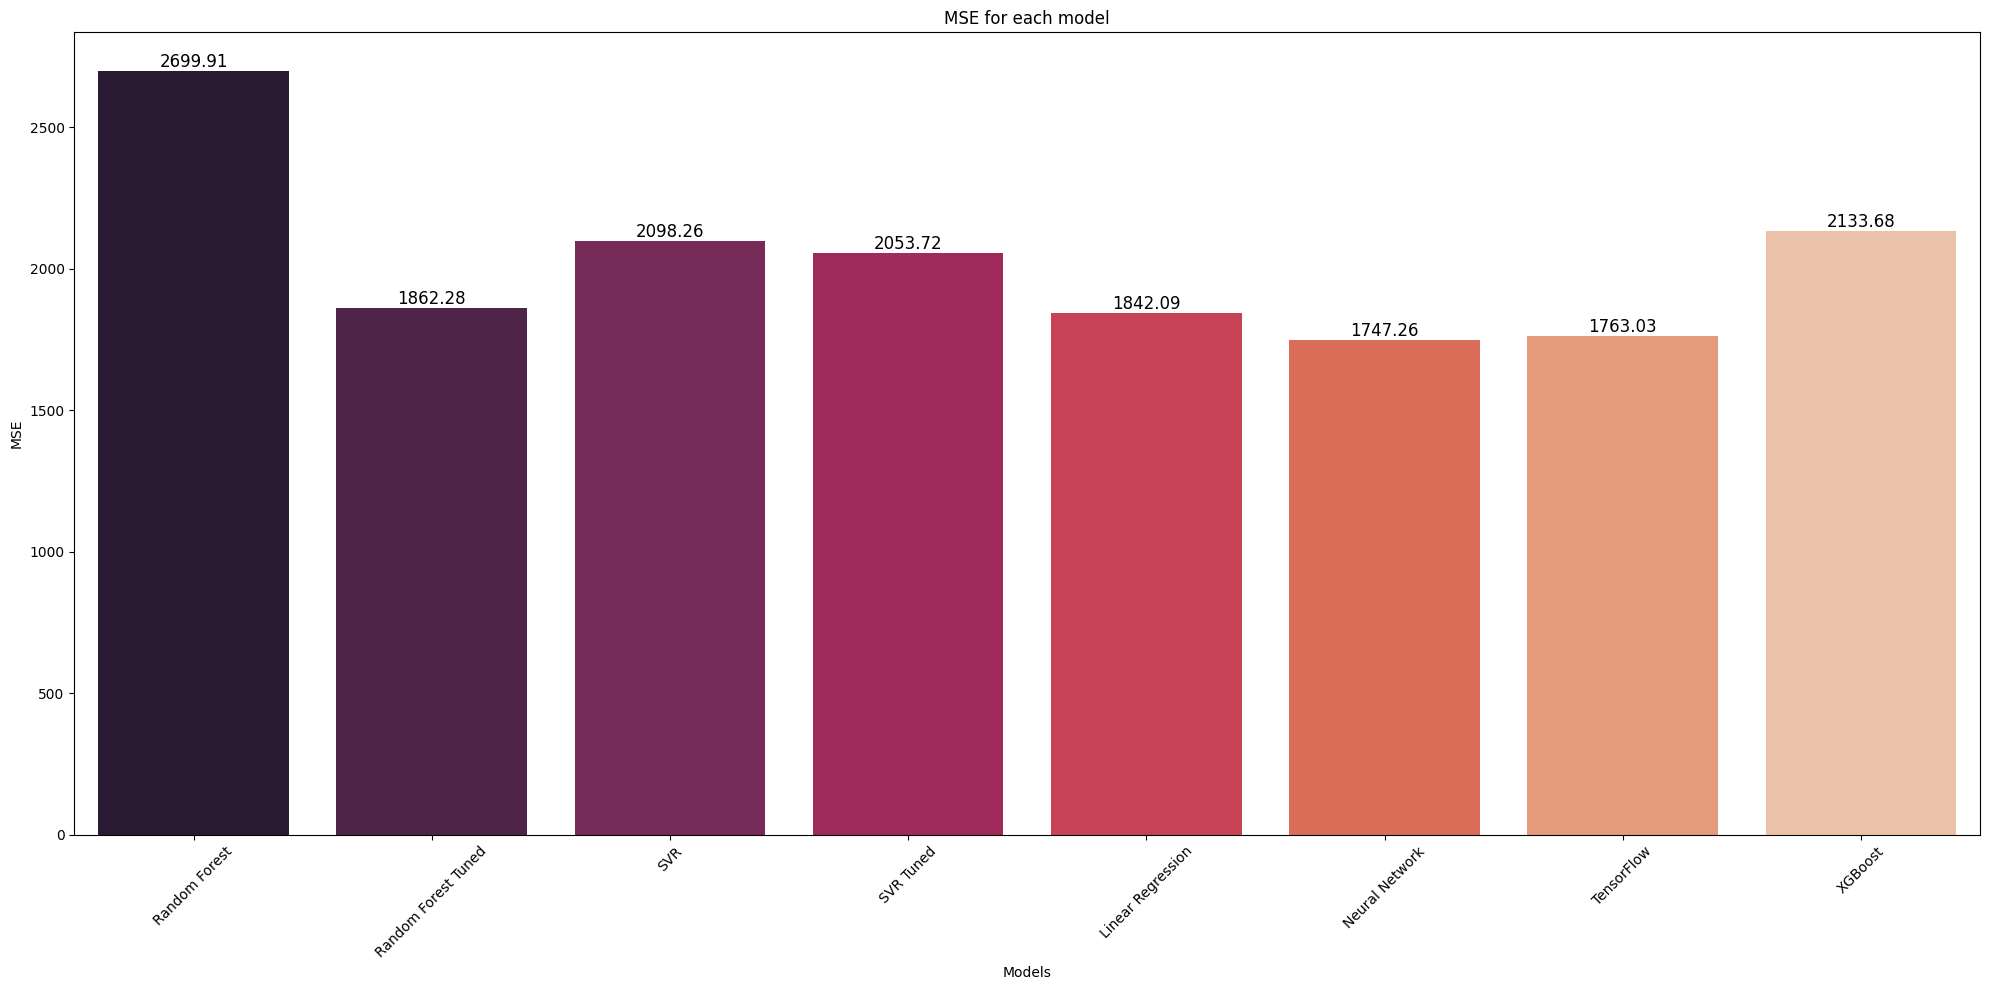 MSE for each model
2699.91
1862.28
2098.26
2053.72
1842.09
1747.26
1763.03
2133.68
2500
2000
1500
1000
500
0
MSE
Random Forest
Random Forest Tuned
SVR
SVR Tuned
Linear Regression
Neural Network
TensorFlow
XGBoost
Models